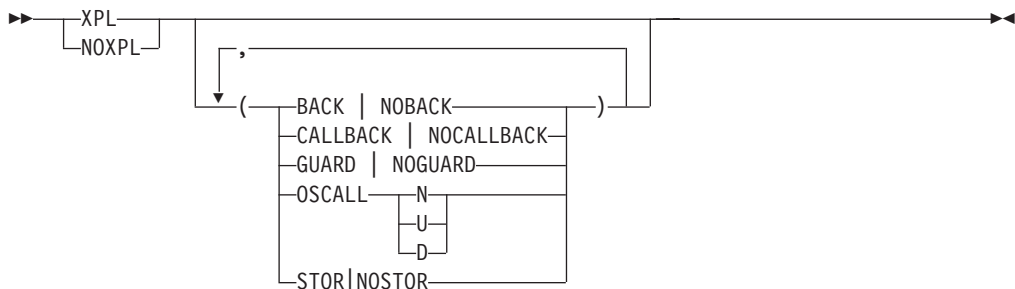 XPL
NOXPL
,
( BACK | NOBACK )
CALLBACK | NOCALLBACK
GUARD | NOGUARD
OSCALL N
U
D
STOR|NOSTOR